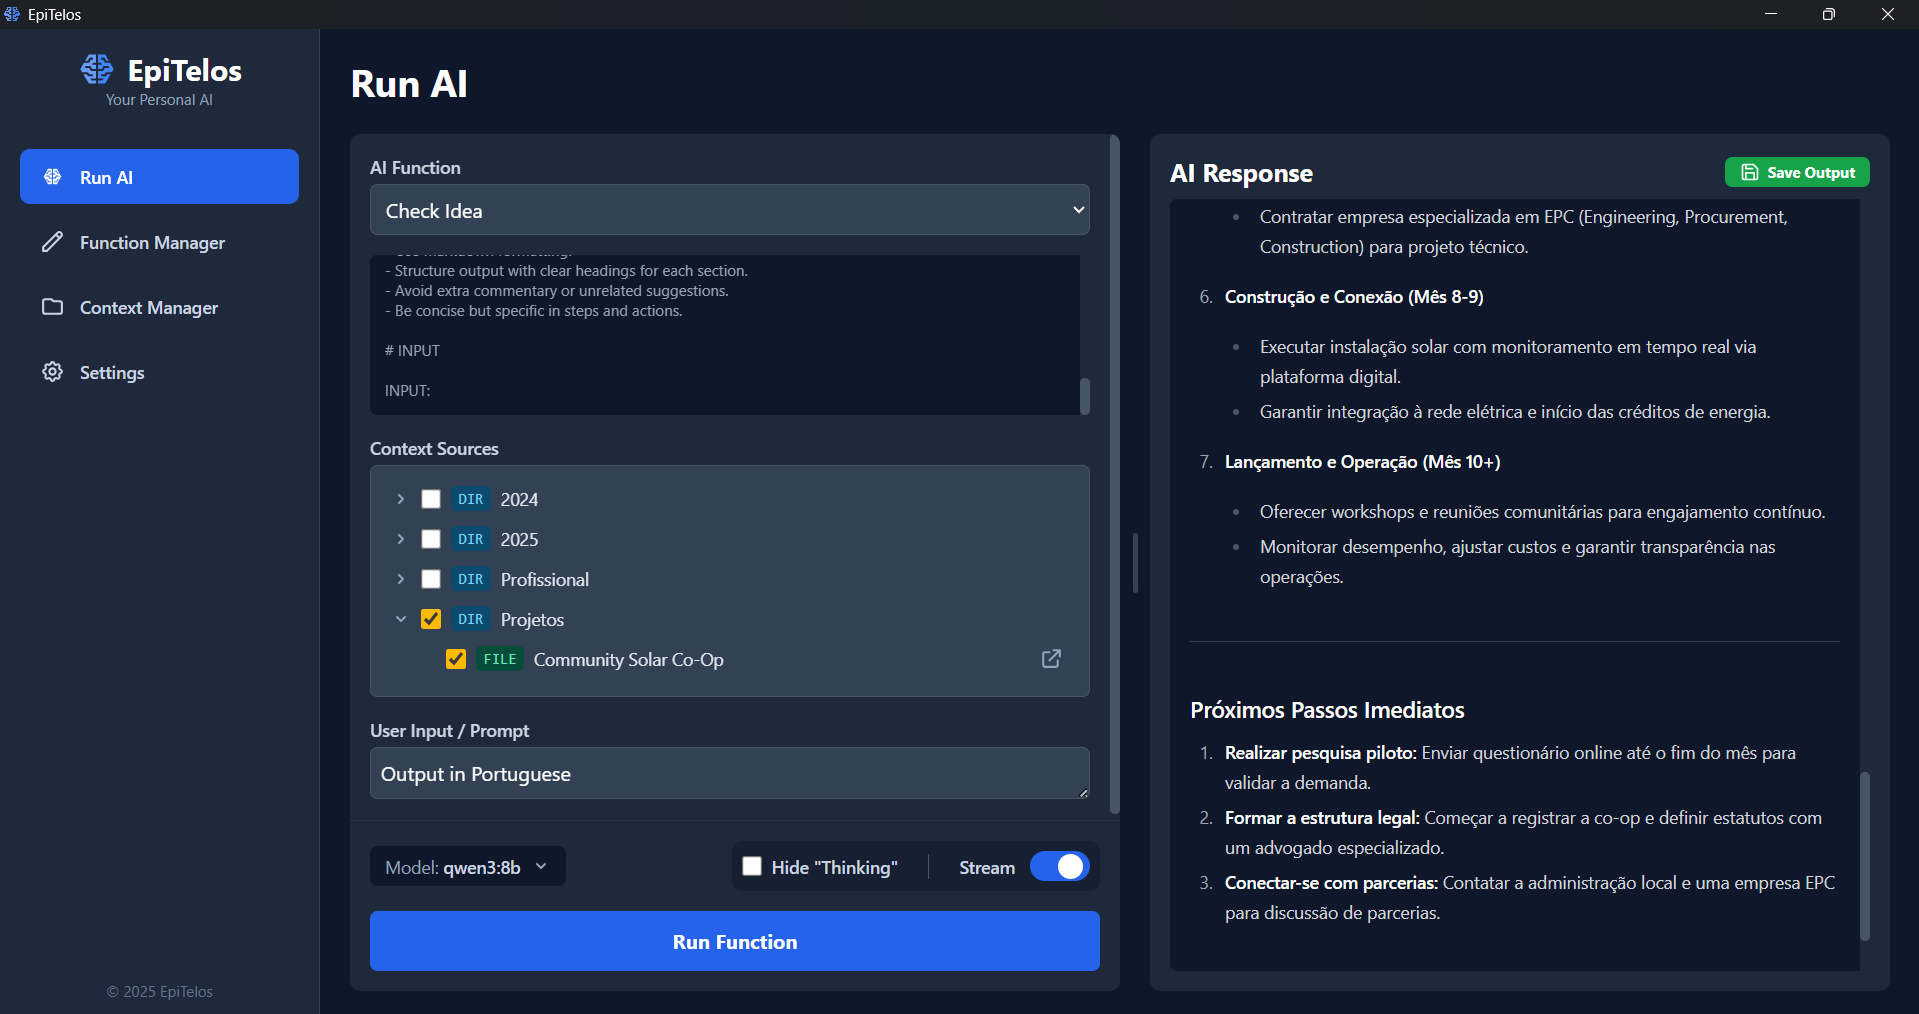 EpiTelos
EpiTelos
Your Personal AI
Run AI
Function Manager
Context Manager
Settings
© 2025 EpiTelos
Run AI
AI Function
Check Idea
- Structure output with clear headings for each section.
- Avoid extra commentary or unrelated suggestions.
- Be concise but specific in steps and actions.
# INPUT
INPUT:
Context Sources
DIR 2024
DIR 2025
DIR Profissional
DIR Projetos
FILE Community Solar Co-Op
User Input / Prompt
Output in Portuguese
Model: qwen3:8b
Hide "Thinking"
Stream
Run Function
AI Response
Save Output
• Contratar empresa especializada em EPC (Engineering, Procurement,
Construction) para projeto técnico.
6. Construção e Conexão (Mês 8-9)
• Executar instalação solar com monitoramento em tempo real via
plataforma digital.
• Garantir integração à rede elétrica e início das créditos de energia.
7. Lançamento e Operação (Mês 10+)
• Oferecer workshops e reuniões comunitárias para engajamento contínuo.
• Monitorar desempenho, ajustar custos e garantir transparência nas
operações.
Próximos Passos Imediatos
1. Realizar pesquisa piloto: Enviar questionário online até o fim do mês para
validar a demanda.
2. Formar a estrutura legal: Começar a registrar a co-op e definir estatutos com
um advogado especializado.
3. Conectar-se com parcerias: Contatar a administração local e uma empresa EPC
para discussão de parcerias.